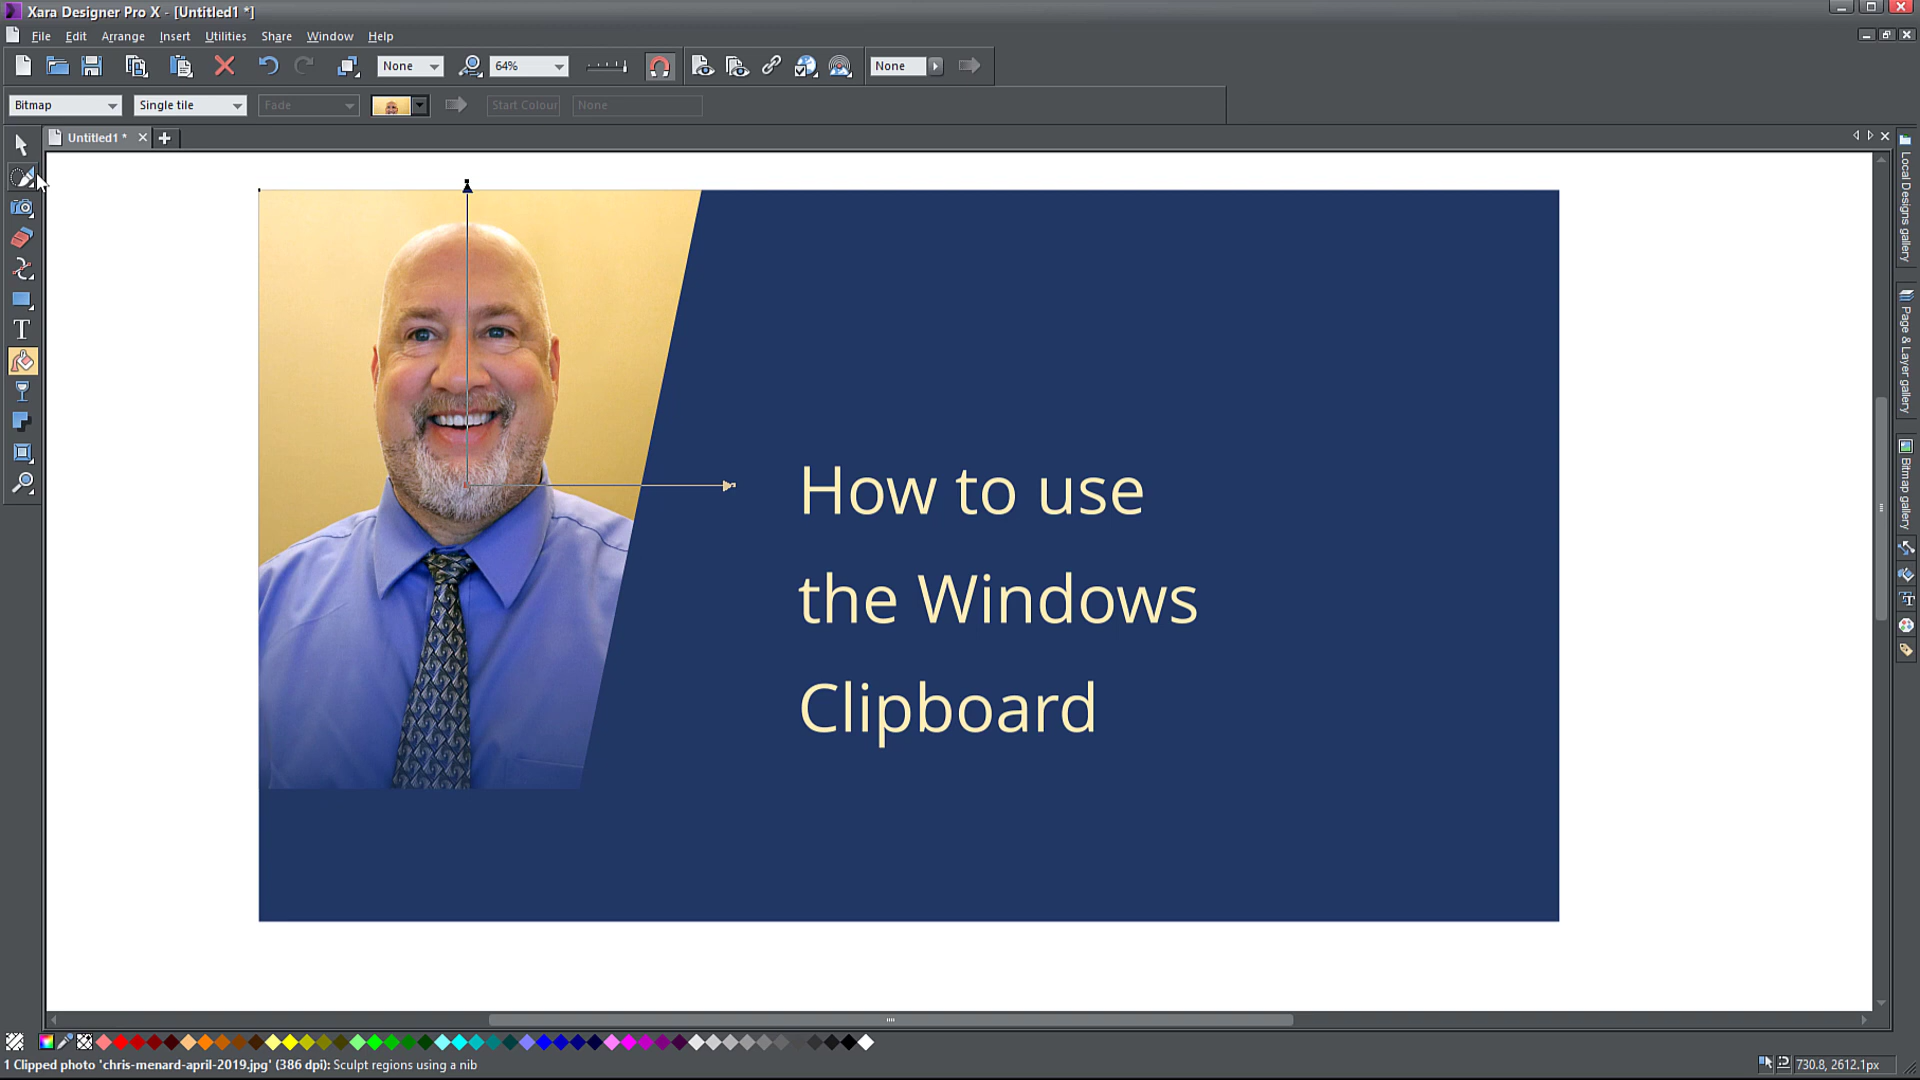 Xara Designer Pro X - [Untitled1 *]
File Edit Arrange Insert Utilities Share Window Help
None 64% None
Bitmap Single tile Fade Start Colour None
Untitled1 *
Local Designs gallery
Page & Layer gallery
Bitmap gallery
How to use
the Windows
Clipboard
1 Clipped photo 'chris-menard-april-2019.jpg' (386 dpi): Sculpt regions using a nib
730.8, 2612.1px